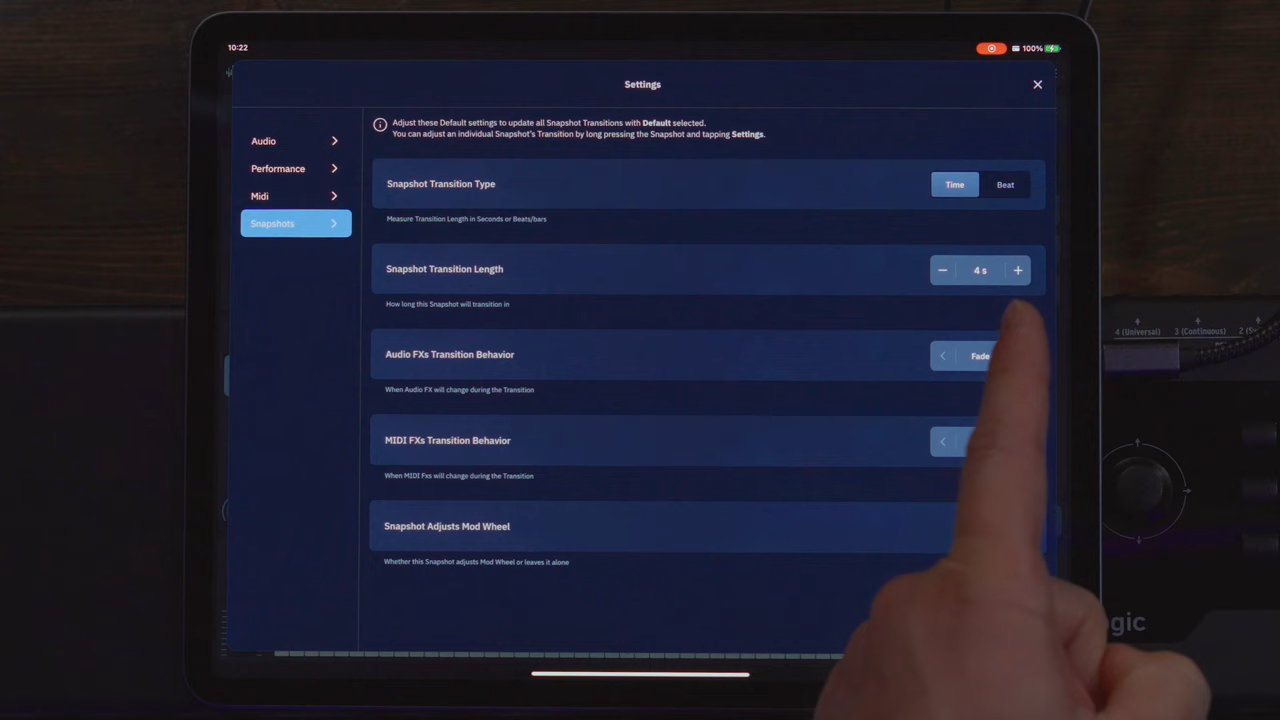 10:22
100%
Settings
Adjust these Default settings to update all Snapshot Transitions with Default selected.
You can adjust an individual Snapshot's Transition by long pressing the Snapshot and tapping Settings.
Audio
Performance
Midi
Snapshots
Snapshot Transition Type
Time
Beat
Measure Transition Length in Seconds or Beats/bars
Snapshot Transition Length
4 s
How long this Snapshot will transition in
Audio FXs Transition Behavior
Fade
When Audio FX will change during the Transition
MIDI FXs Transition Behavior
When MIDI Fxs will change during the Transition
Snapshot Adjusts Mod Wheel
Whether this Snapshot adjusts Mod Wheel or leaves it alone
4 (Universal)
3 (Continuous)
ogic